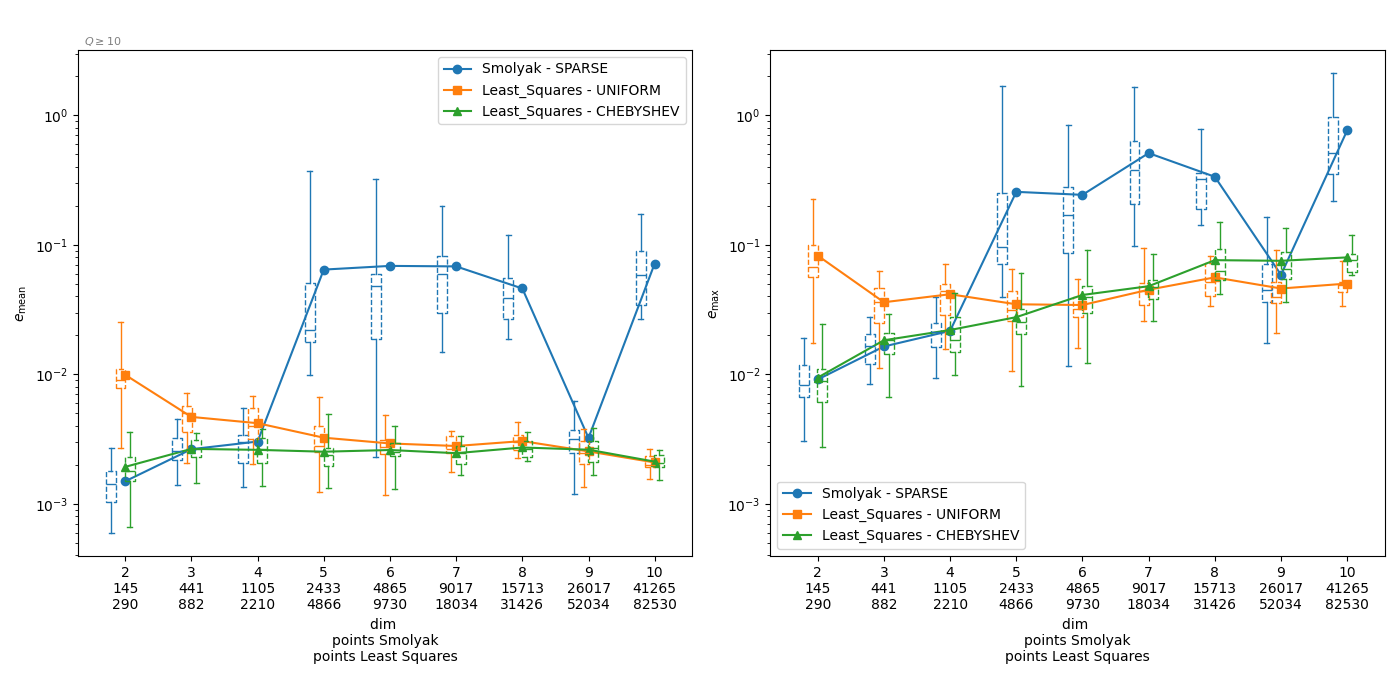 Q ≥ 10
Smolyak - SPARSE
Least_Squares - UNIFORM
Least_Squares - CHEBYSHEV
10⁰
10⁻¹
10⁻²
10⁻³
e_mean
2 3 4 5 6 7 8 9 10
145 441 1105 2433 4865 9017 15713 26017 41265
290 882 2210 4866 9730 18034 31426 52034 82530
dim
points Smolyak
points Least Squares
10⁰
10⁻¹
10⁻²
10⁻³
e_max
Smolyak - SPARSE
Least_Squares - UNIFORM
Least_Squares - CHEBYSHEV
2 3 4 5 6 7 8 9 10
145 441 1105 2433 4865 9017 15713 26017 41265
290 882 2210 4866 9730 18034 31426 52034 82530
dim
points Smolyak
points Least Squares